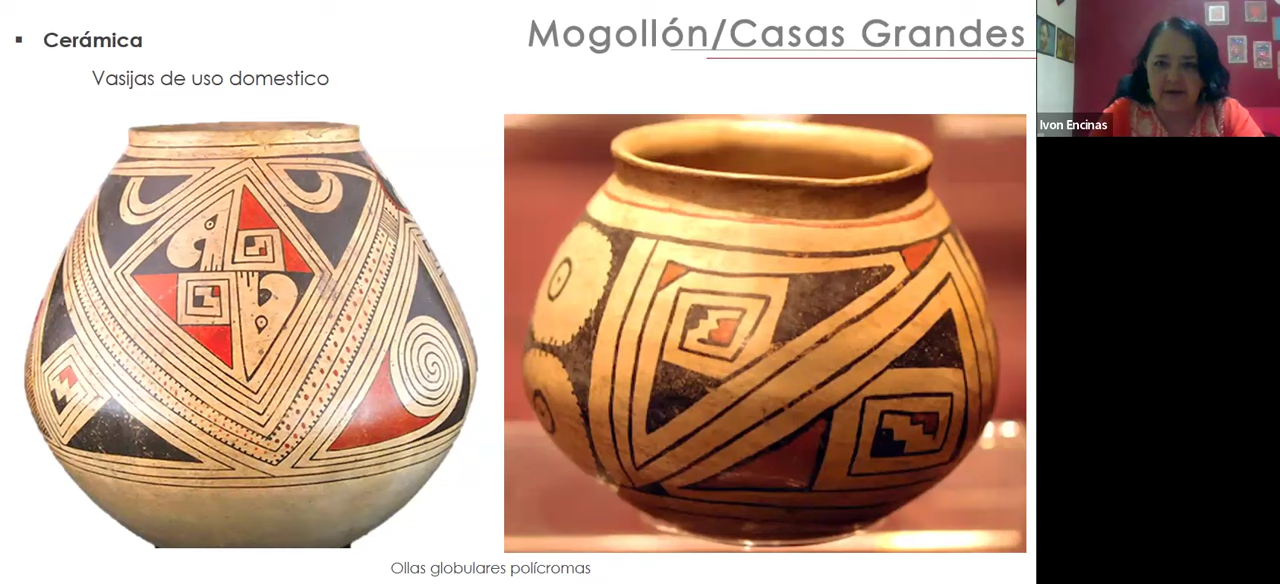 Mogollón/Casas Grandes
▪ Cerámica
Vasijas de uso domestico
Ollas globulares polícromas
Ivon Encinas